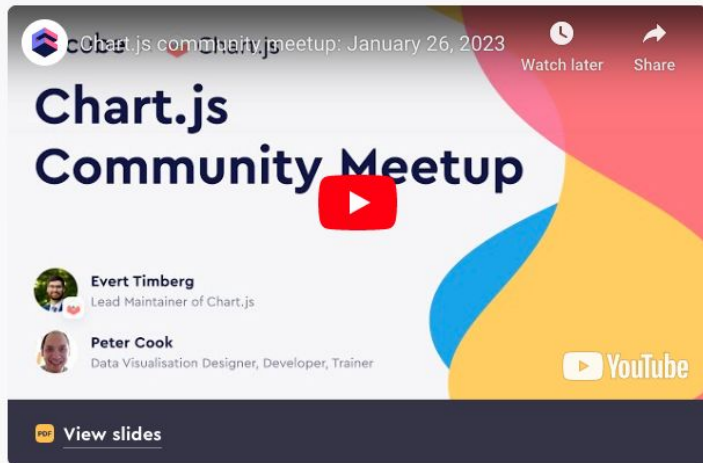 Chart.js community meetup: January 26, 2023
Watch later
Share
Chart.js
Community Meetup
Evert Timberg
Lead Maintainer of Chart.js
Peter Cook
Data Visualisation Designer, Developer, Trainer
YouTube
PDF View slides